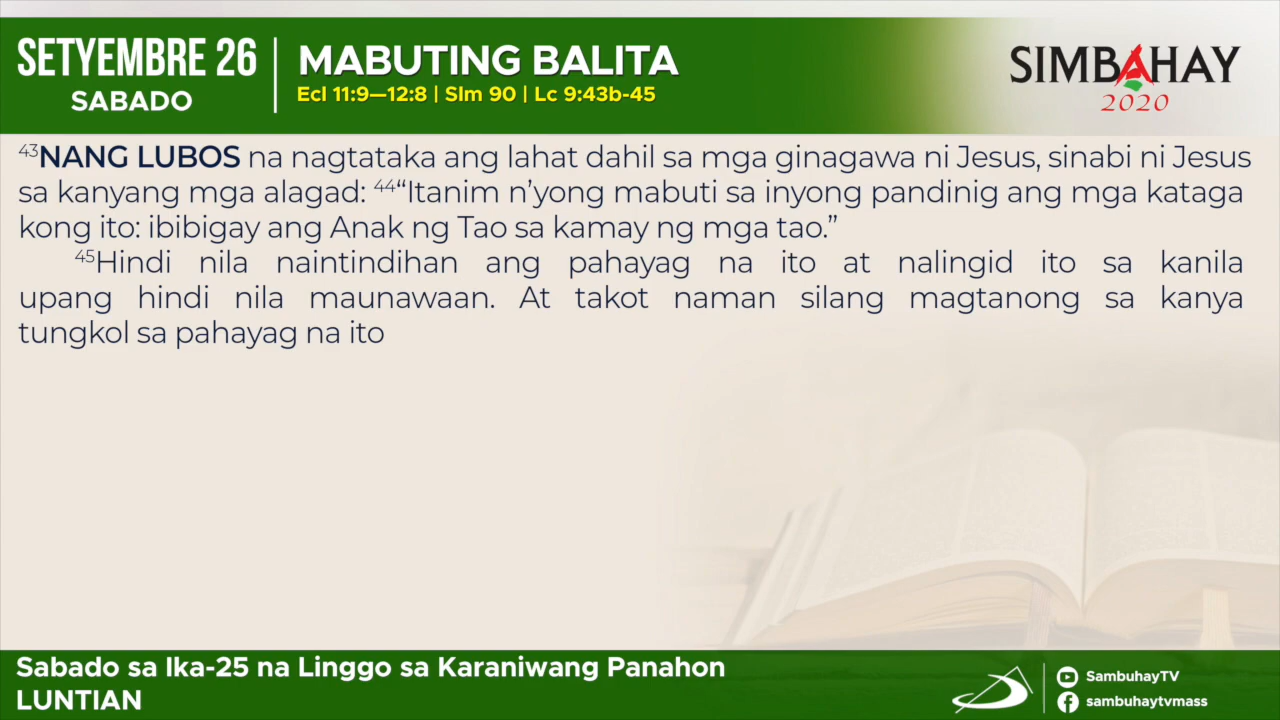 SETYEMBRE 26
SABADO
MABUTING BALITA
Ecl 11:9—12:8 | Slm 90 | Lc 9:43b-45
SIMBAHAY
2020
⁴³NANG LUBOS na nagtataka ang lahat dahil sa mga ginagawa ni Jesus, sinabi ni Jesus
sa kanyang mga alagad: ⁴⁴“Itanim n’yong mabuti sa inyong pandinig ang mga kataga
kong ito: ibibigay ang Anak ng Tao sa kamay ng mga tao.”
⁴⁵Hindi nila naintindihan ang pahayag na ito at nalingid ito sa kanila
upang hindi nila maunawaan. At takot naman silang magtanong sa kanya
tungkol sa pahayag na ito
Sabado sa Ika-25 na Linggo sa Karaniwang Panahon
LUNTIAN
SambuhayTV
sambuhaytvmass